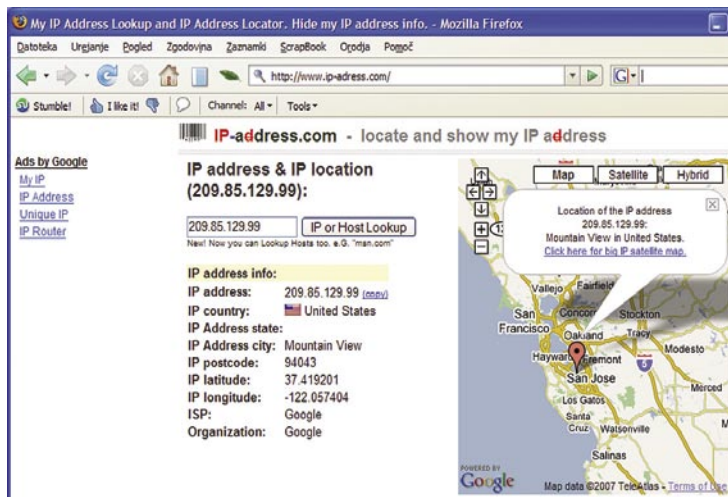 My IP Address Lookup and IP Address Locator. Hide my IP address info. - Mozilla Firefox
Datoteka Urejanje Pogled Zgodovina Zaznamki ScrapBook Orodja Pomoč
http://www.ip-adress.com/
G
Stumble! I like it! Channel: All Tools
IP-address.com - locate and show my IP address
Ads by Google
My IP
IP Address
Unique IP
IP Router
IP address & IP location
(209.85.129.99):
209.85.129.99 IP or Host Lookup
New! Now you can Lookup Hosts too. e.G. "msn.com"
IP address info:
IP address: 209.85.129.99 (copy)
IP country: United States
IP Address state:
IP Address city: Mountain View
IP postcode: 94043
IP latitude: 37.419201
IP longitude: -122.057404
ISP: Google
Organization: Google
Map Satellite Hybrid
Location of the IP address
209.85.129.99:
Mountain View in United States.
Click here for big IP satellite map.
Vallejo Fairfield
San Francisco Concord Stockton
Oakland Tracy
Hayward Fremont Modesto
5
San Jose
Merced
Los Gatos
Santa Cruz Watsonville
Salinas
POWERED BY
Google
Map data ©2007 TeleAtlas - Terms of Use